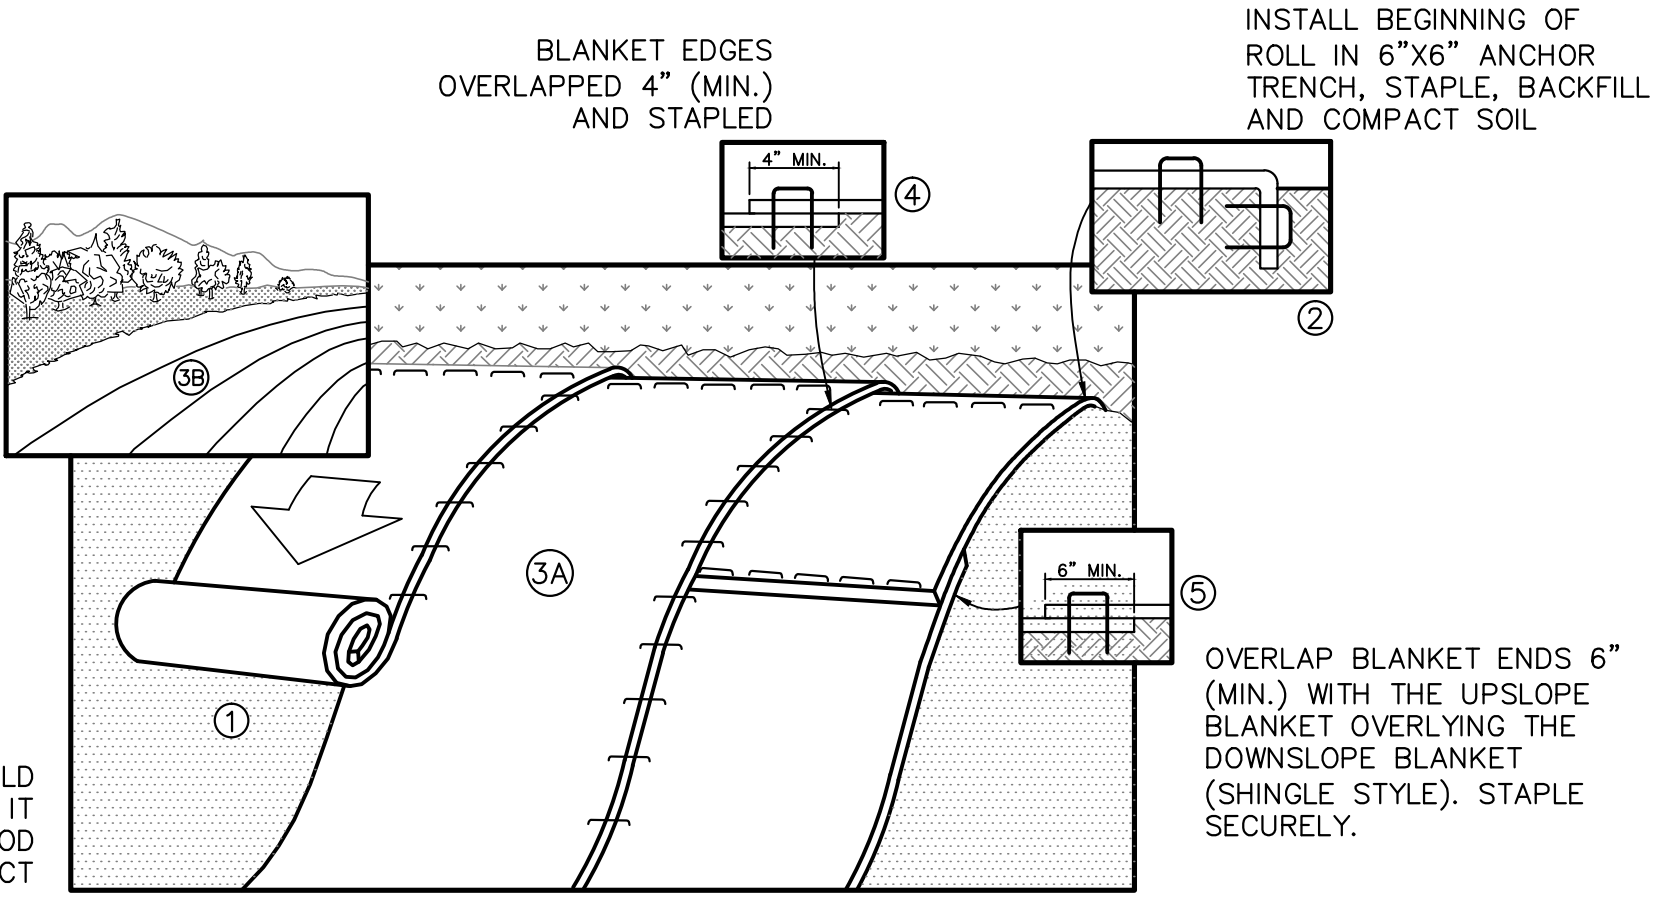 INSTALL BEGINNING OF
ROLL IN 6"X6" ANCHOR
TRENCH, STAPLE, BACKFILL
AND COMPACT SOIL
BLANKET EDGES
OVERLAPPED 4" (MIN.)
AND STAPLED
4" MIN.
4
2
3B
3A
6" MIN.
5
1
OVERLAP BLANKET ENDS 6"
(MIN.) WITH THE UPSLOPE
BLANKET OVERLYING THE
DOWNSLOPE BLANKET
(SHINGLE STYLE). STAPLE
SECURELY.
LD
IT
OD
CT